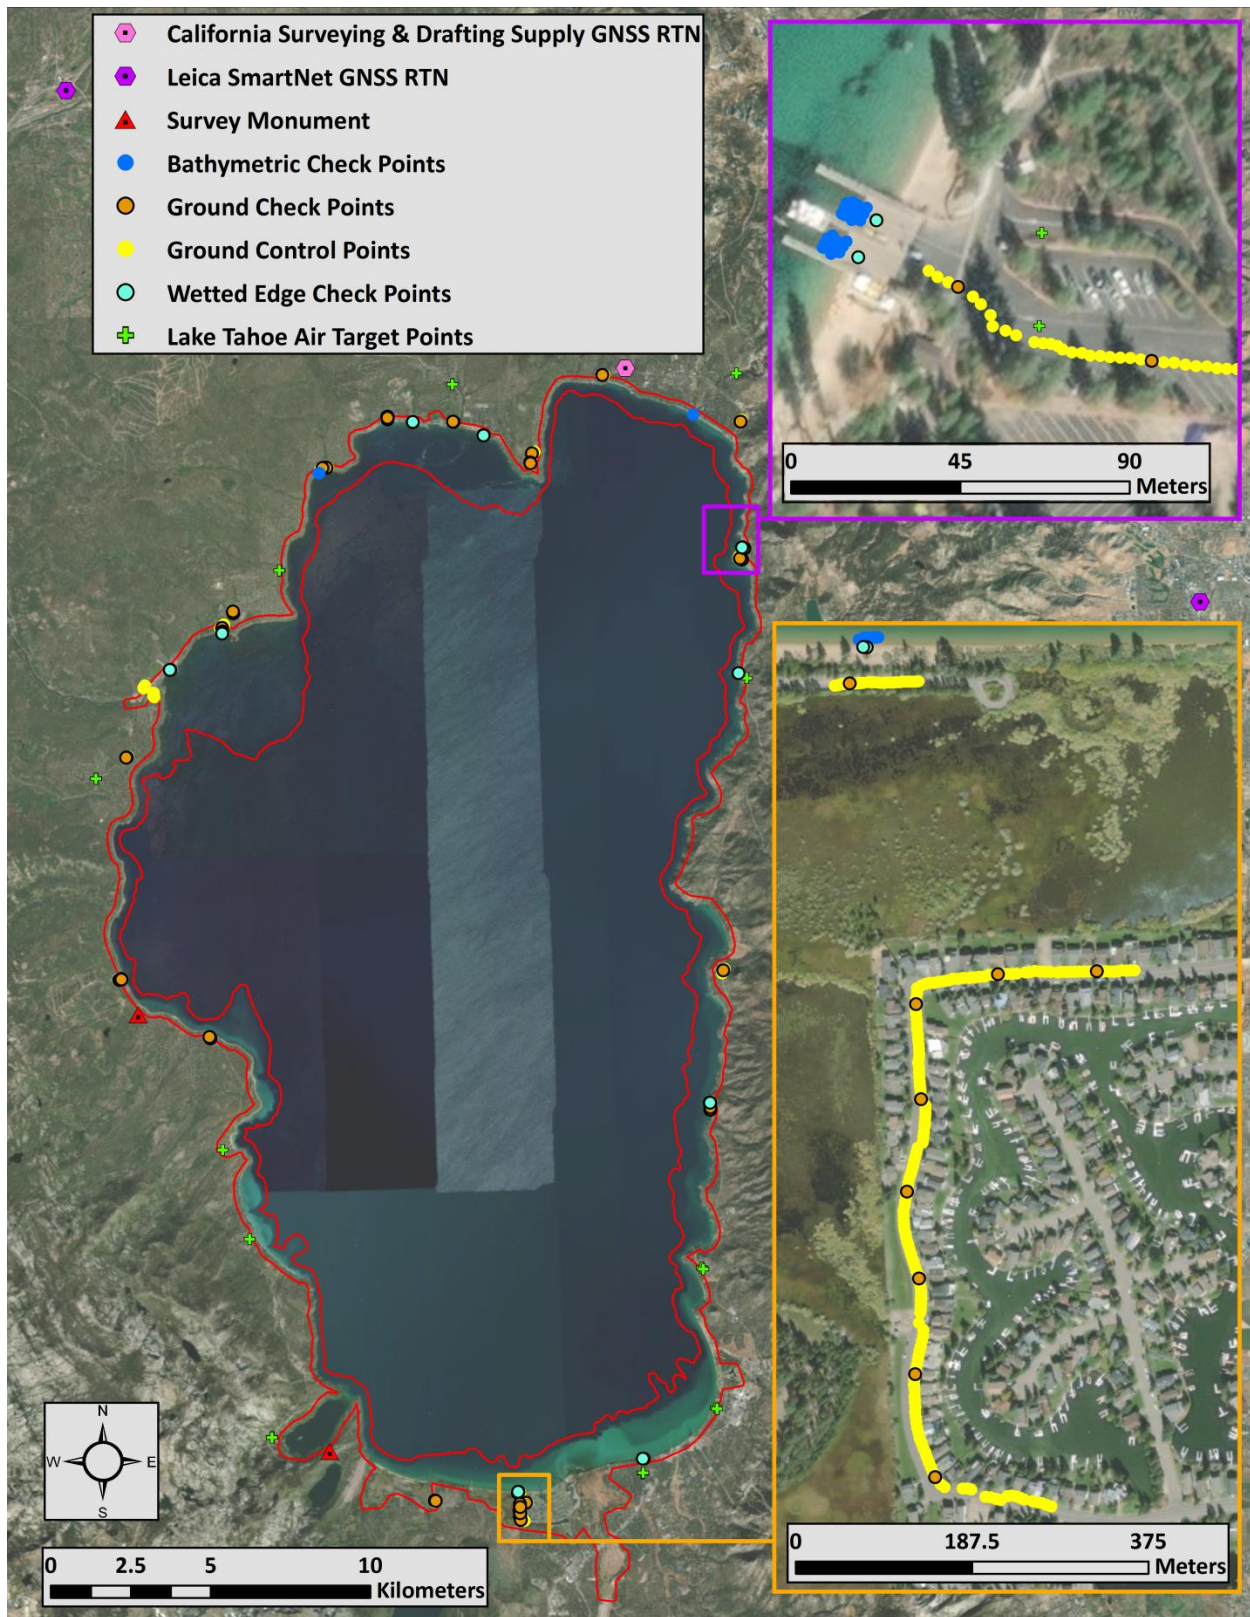 California Surveying & Drafting Supply GNSS RTN
Leica SmartNet GNSS RTN
Survey Monument
Bathymetric Check Points
Ground Check Points
Ground Control Points
Wetted Edge Check Points
Lake Tahoe Air Target Points
0 45 90
Meters
0 187.5 375
Meters
N
W E
S
0 2.5 5 10
Kilometers